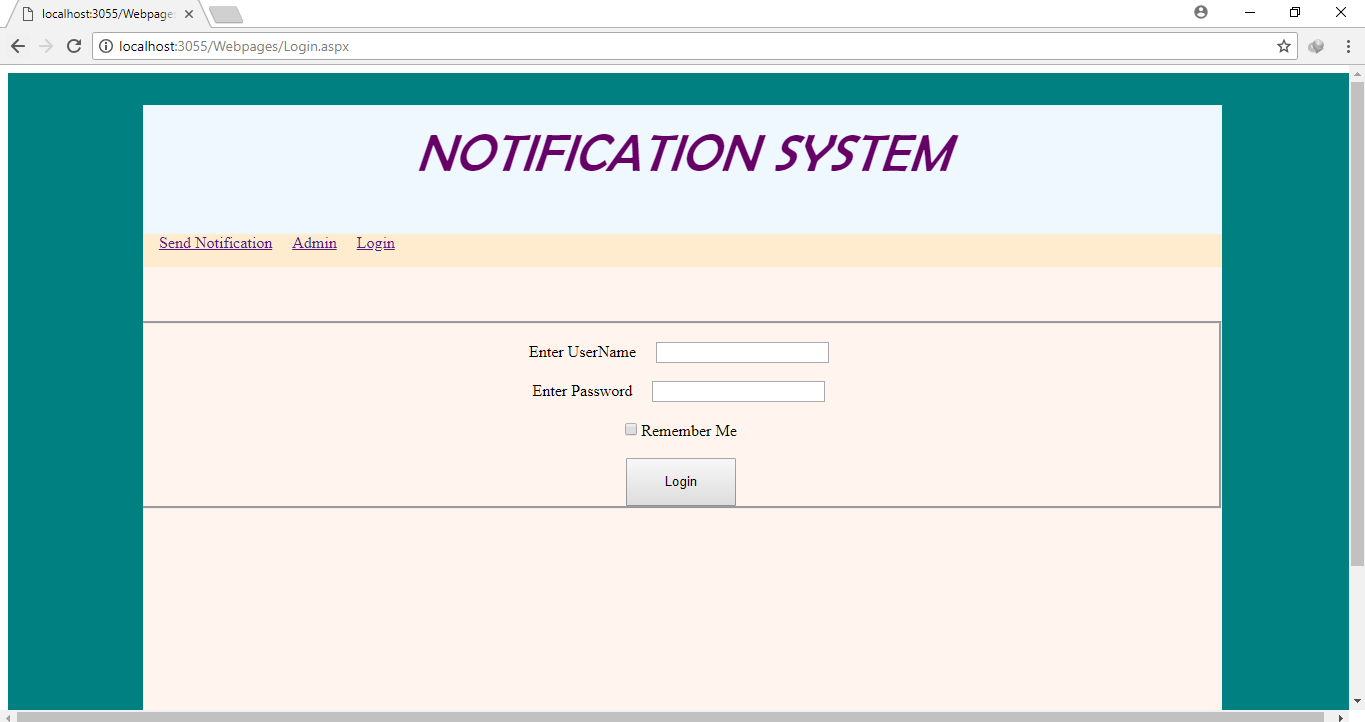 localhost:3055/Webpage
localhost:3055/Webpages/Login.aspx
NOTIFICATION SYSTEM
Send Notification Admin Login
Enter UserName
Enter Password
Remember Me
Login